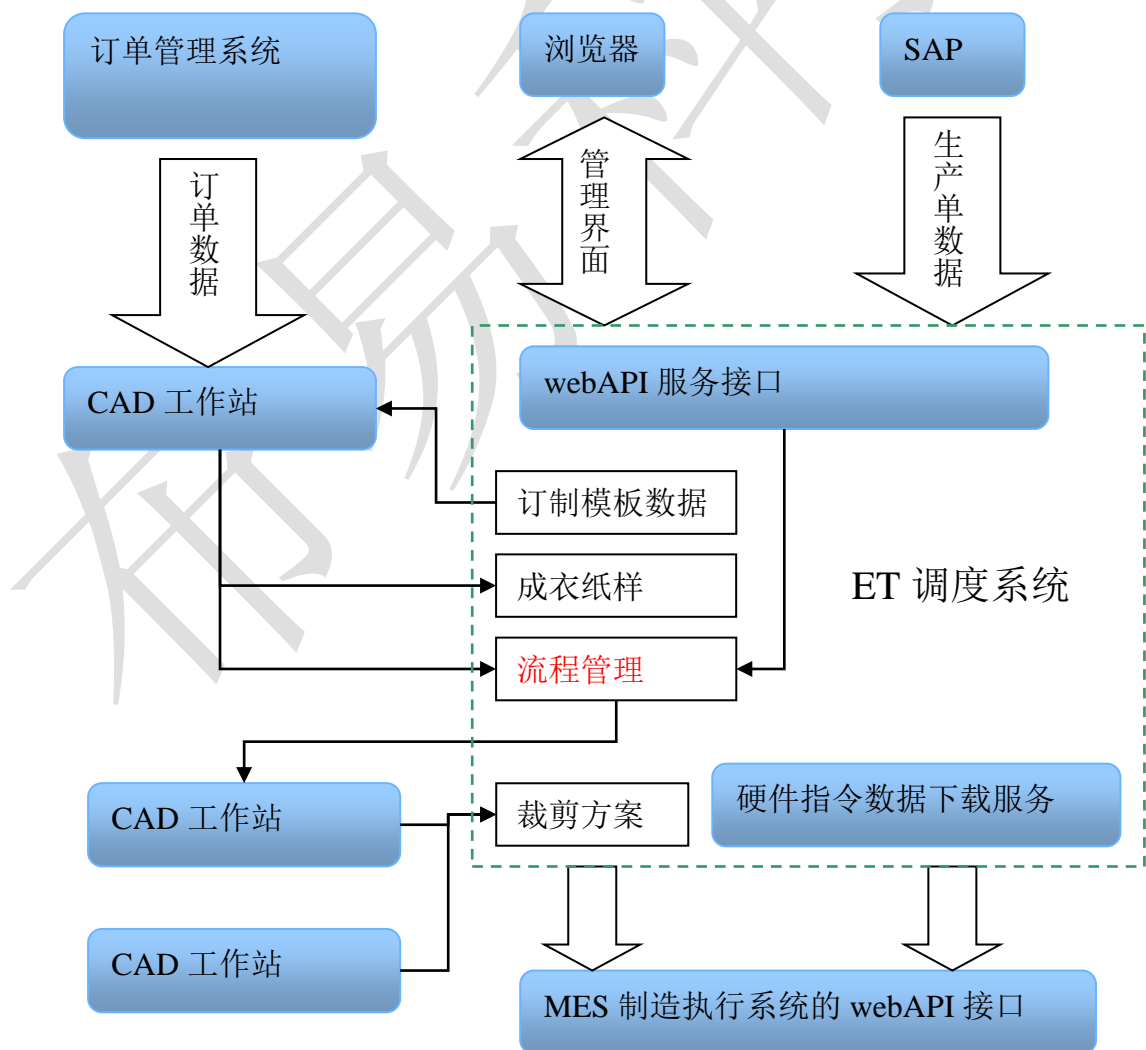 订单管理系统
浏览器
SAP
订单数据
管理界面
生产单数据
CAD 工作站
webAPI 服务接口
订制模板数据
成衣纸样
ET 调度系统
流程管理
CAD 工作站
裁剪方案
硬件指令数据下载服务
CAD 工作站
MES 制造执行系统的 webAPI 接口
布易科